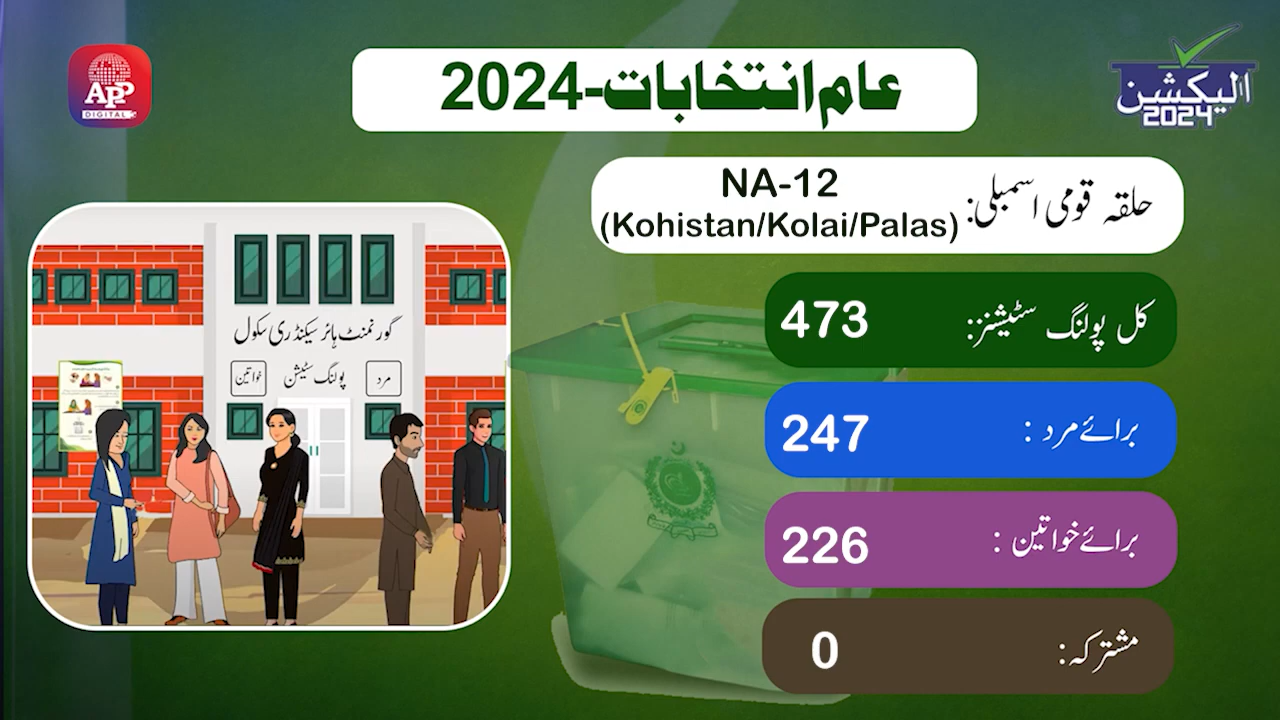 APP
DIGITAL
عام انتخابات-2024
الیکشن
2024
حلقہ قومی اسمبلی:
NA-12
(Kohistan/Kolai/Palas)
کل پولنگ سٹیشنز: 473
برائے مرد : 247
برائے خواتین : 226
مشترکہ: 0
گورنمنٹ ہائر سیکنڈری سکول
مرد
پولنگ سٹیشن
خواتین